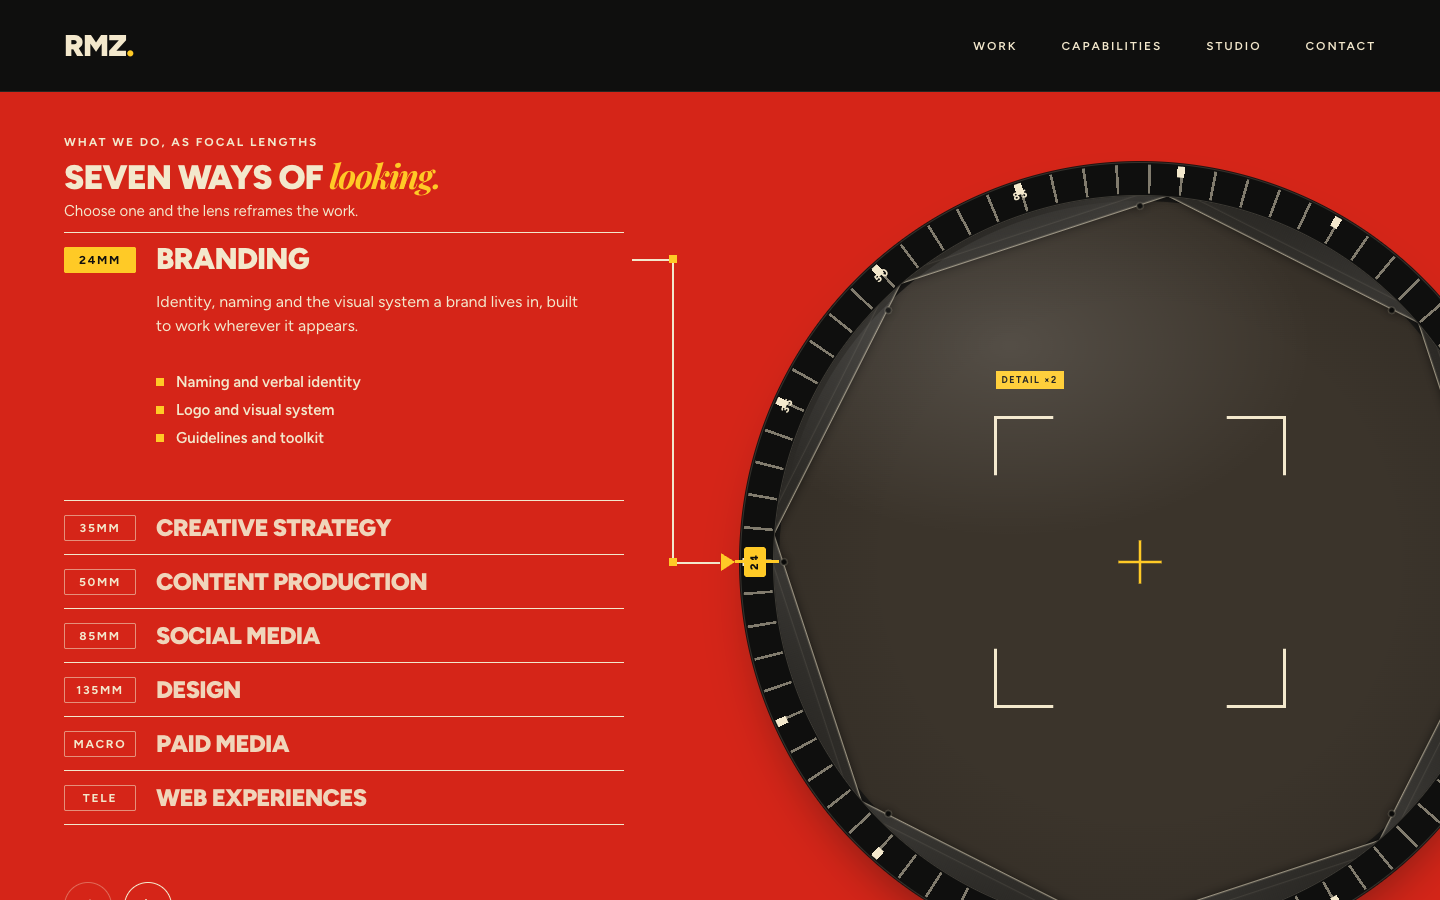 RMZ.
WORK
CAPABILITIES
STUDIO
CONTACT
WHAT WE DO, AS FOCAL LENGTHS
SEVEN WAYS OF looking.
Choose one and the lens reframes the work.
24MM
BRANDING
Identity, naming and the visual system a brand lives in, built
to work wherever it appears.
Naming and verbal identity
Logo and visual system
Guidelines and toolkit
35MM
CREATIVE STRATEGY
50MM
CONTENT PRODUCTION
85MM
SOCIAL MEDIA
135MM
DESIGN
MACRO
PAID MEDIA
TELE
WEB EXPERIENCES
85
50
35
24
DETAIL ×2